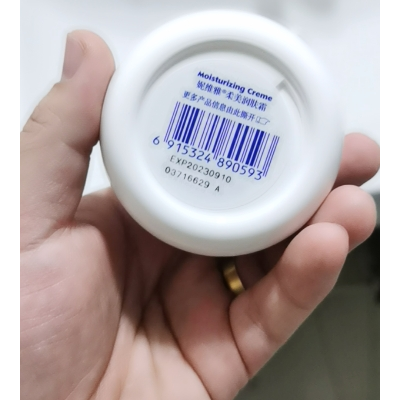 Moisturizing Creme
妮维雅®柔美润肤霜
更多产品信息由此撕开
6 915324 890593
EXP20230910
03716629 A